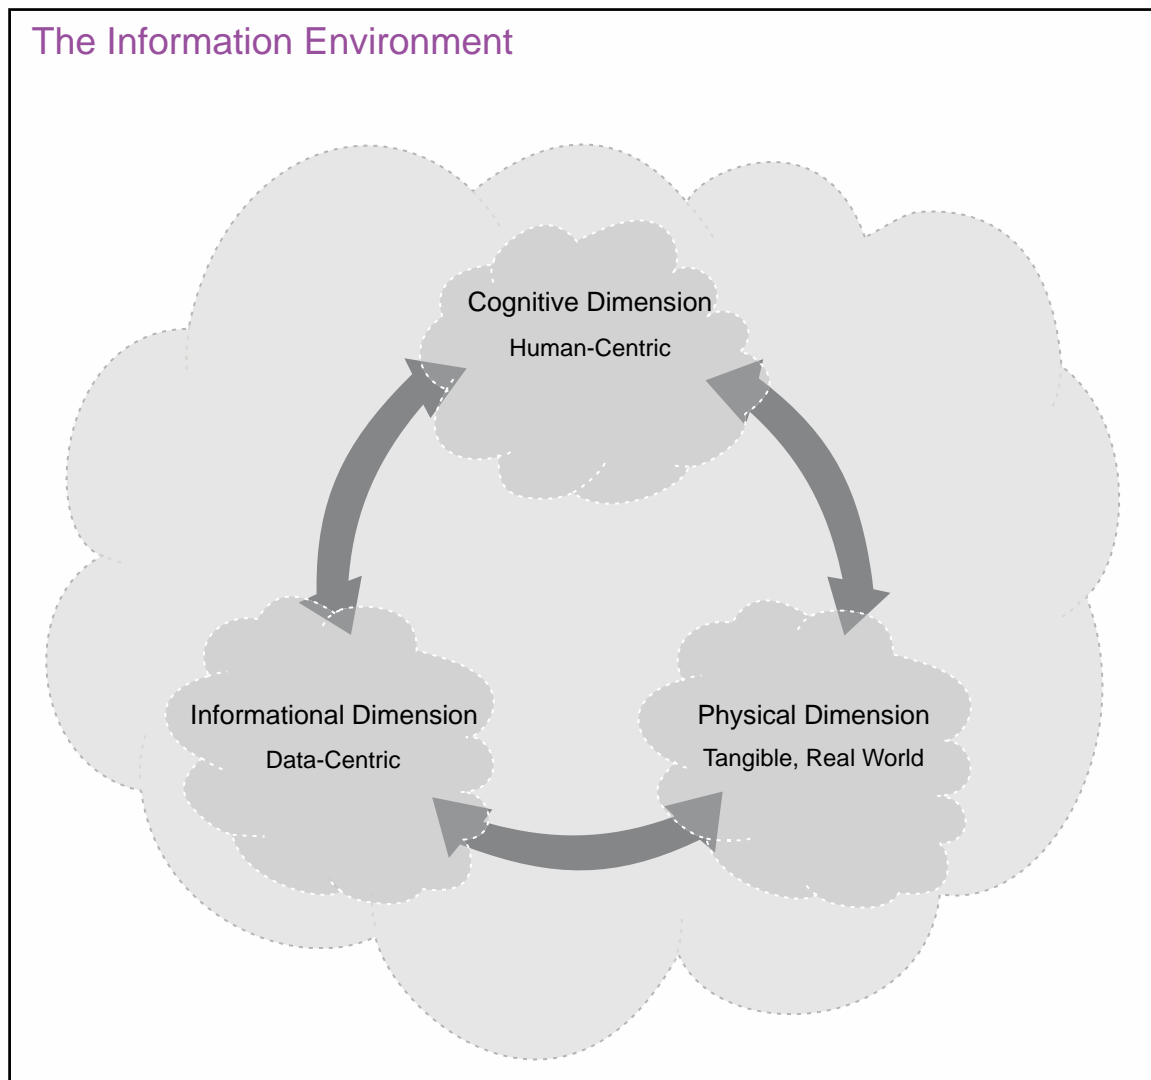 The Information Environment
Cognitive Dimension
Human-Centric
Informational Dimension
Data-Centric
Physical Dimension
Tangible, Real World